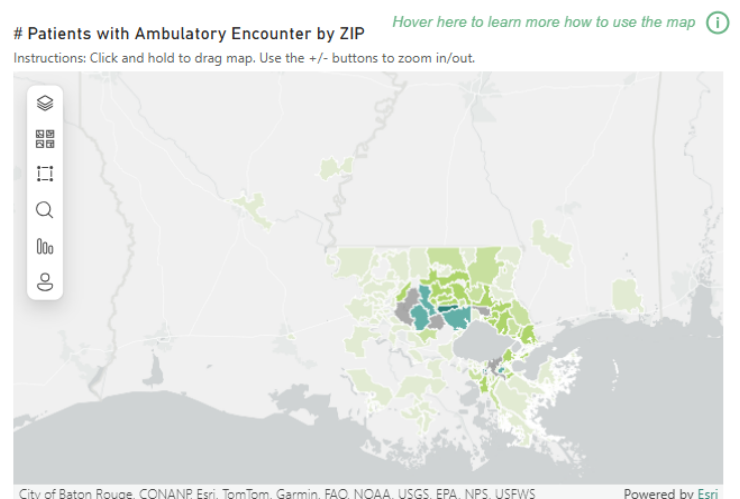 Hover here to learn more how to use the map
# Patients with Ambulatory Encounter by ZIP
Instructions: Click and hold to drag map. Use the +/- buttons to zoom in/out.
City of Baton Rouge, CONANP, Esri, TomTom, Garmin, FAO, NOAA, USGS, EPA, NPS, USFWS
Powered by Esri